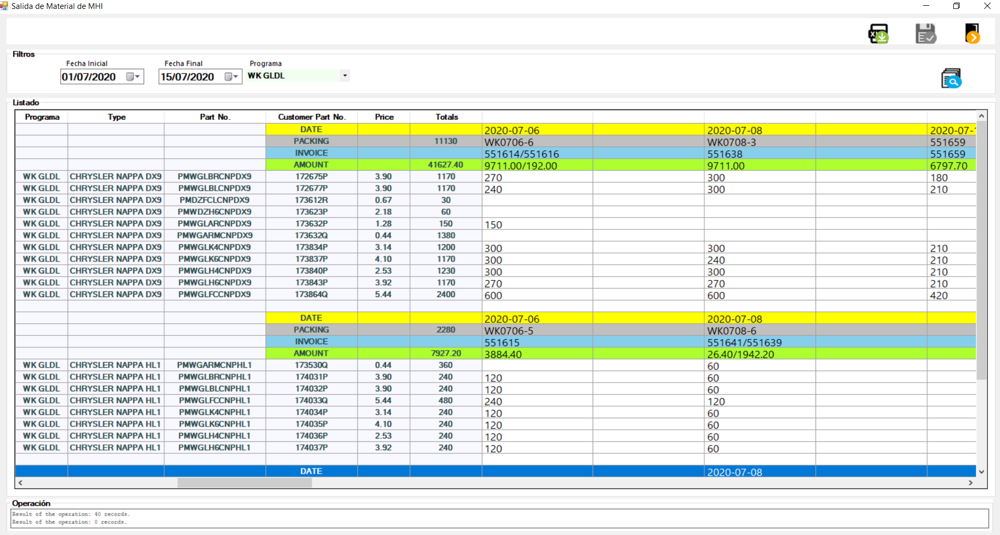 Salida de Material de MHI
Filtros
Fecha Inicial Fecha Final Programa
01/07/2020 15/07/2020 WK GLDL
Listado
Programa Type Part No. Customer Part No. Price Totals
DATE 2020-07-06 2020-07-08 2020-07-
PACKING 11130 WK0706-6 WK0708-3 551659
INVOICE 551614/551616 551638 551659
AMOUNT 41627.40 9711.00/192.00 9711.00 6797.70
WK GLDL CHRYSLER NAPPA DX9 PMWGLBRCNPDX9 172675P 3.90 1170 270 300 180
WK GLDL CHRYSLER NAPPA DX9 PMWGLBLCNPDX9 172677P 3.90 1170 240 300 210
WK GLDL CHRYSLER NAPPA DX9 PMDZFCLCNPDX9 173612R 0.67 30
WK GLDL CHRYSLER NAPPA DX9 PMWDZH6CNPDX9 173623P 2.18 60
WK GLDL CHRYSLER NAPPA DX9 PMWGLARCNPDX9 173632P 1.28 150 150
WK GLDL CHRYSLER NAPPA DX9 PMWGARMCNPDX9 173632Q 0.44 1380
WK GLDL CHRYSLER NAPPA DX9 PMWGLK4CNPDX9 173834P 3.14 1200 300 300 210
WK GLDL CHRYSLER NAPPA DX9 PMWGLK6CNPDX9 173837P 4.10 1170 300 240 210
WK GLDL CHRYSLER NAPPA DX9 PMWGLH4CNPDX9 173840P 2.53 1230 300 300 210
WK GLDL CHRYSLER NAPPA DX9 PMWGLH6CNPDX9 173843P 3.92 1170 270 270 210
WK GLDL CHRYSLER NAPPA DX9 PMWGLFCCNPDX9 173864Q 5.44 2400 600 600 420
DATE 2020-07-06 2020-07-08
PACKING 2280 WK0706-5 WK0708-6
INVOICE 551615 551641/551639
AMOUNT 7927.20 3884.40 26.40/1942.20
WK GLDL CHRYSLER NAPPA HL1 PMWGARMCNPHL1 173530Q 0.44 360 60
WK GLDL CHRYSLER NAPPA HL1 PMWGLBRCNPHL1 174031P 3.90 240 120 60
WK GLDL CHRYSLER NAPPA HL1 PMWGLBLCNPHL1 174032P 3.90 240 120 60
WK GLDL CHRYSLER NAPPA HL1 PMWGLFCCNPHL1 174033Q 5.44 480 240 120
WK GLDL CHRYSLER NAPPA HL1 PMWGLK4CNPHL1 174034P 3.14 240 120 60
WK GLDL CHRYSLER NAPPA HL1 PMWGLK6CNPHL1 174035P 4.10 240 120 60
WK GLDL CHRYSLER NAPPA HL1 PMWGLH4CNPHL1 174036P 2.53 240 120 60
WK GLDL CHRYSLER NAPPA HL1 PMWGLH6CNPHL1 174037P 3.92 240 120 60
DATE 2020-07-08
Operación
Result of the operation: 40 records.
Result of the operation: 0 records.